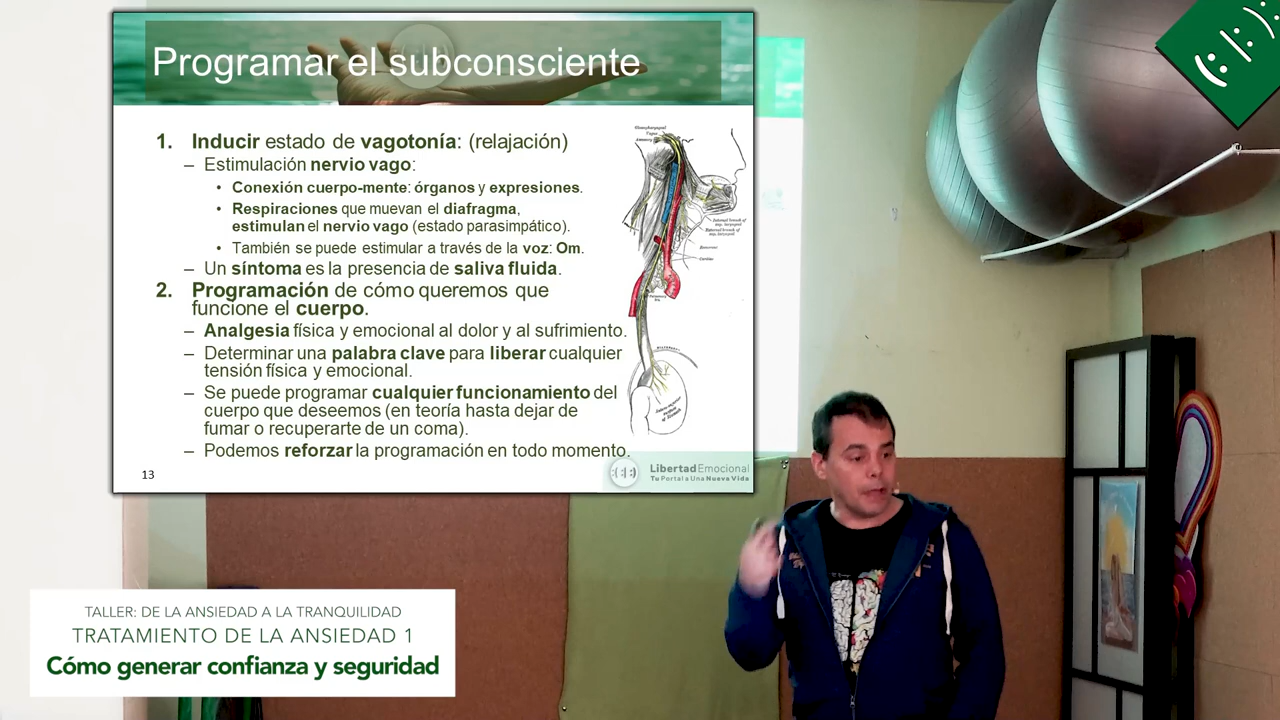 Programar el subconsciente
1. Inducir estado de vagotonía: (relajación)
– Estimulación nervio vago:
• Conexión cuerpo-mente: órganos y expresiones.
• Respiraciones que muevan el diafragma,
estimulan el nervio vago (estado parasimpático).
• También se puede estimular a través de la voz: Om.
– Un síntoma es la presencia de saliva fluida.
2. Programación de cómo queremos que
funcione el cuerpo.
– Analgesia física y emocional al dolor y al sufrimiento.
– Determinar una palabra clave para liberar cualquier
tensión física y emocional.
– Se puede programar cualquier funcionamiento del
cuerpo que deseemos (en teoría hasta dejar de
fumar o recuperarte de un coma).
– Podemos reforzar la programación en todo momento.
13
LibertadEmocional
Tu Portal a Una Nueva Vida
TALLER: DE LA ANSIEDAD A LA TRANQUILIDAD
TRATAMIENTO DE LA ANSIEDAD 1
Cómo generar confianza y seguridad